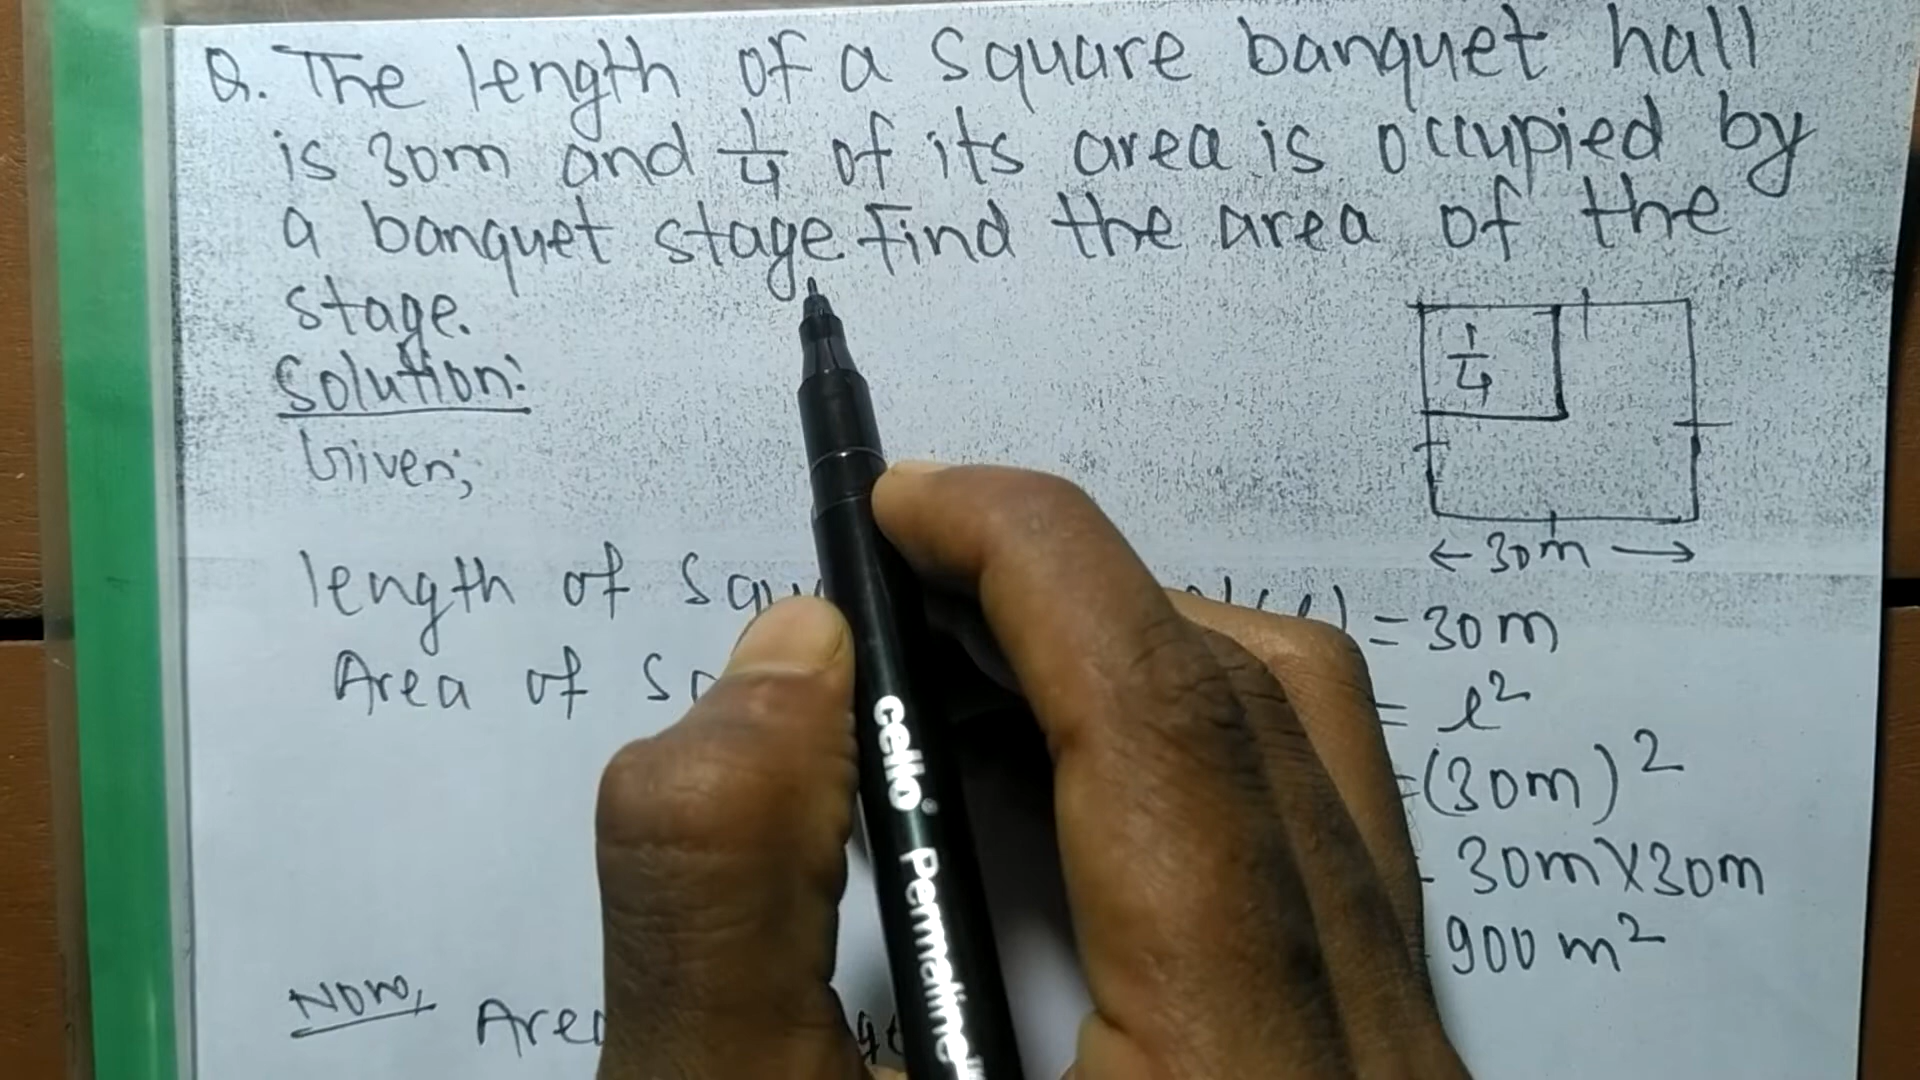 Q. The length of a square banquet hall
is 30m and 1/4 of its area is occupied by
a banquet stage. Find the area of the
stage.
Solution:
Given;
1/4
← 30m →
length of = 30m
Area of = l²
= (30m)²
30m×30m
900 m²
Now,
cello Permaline